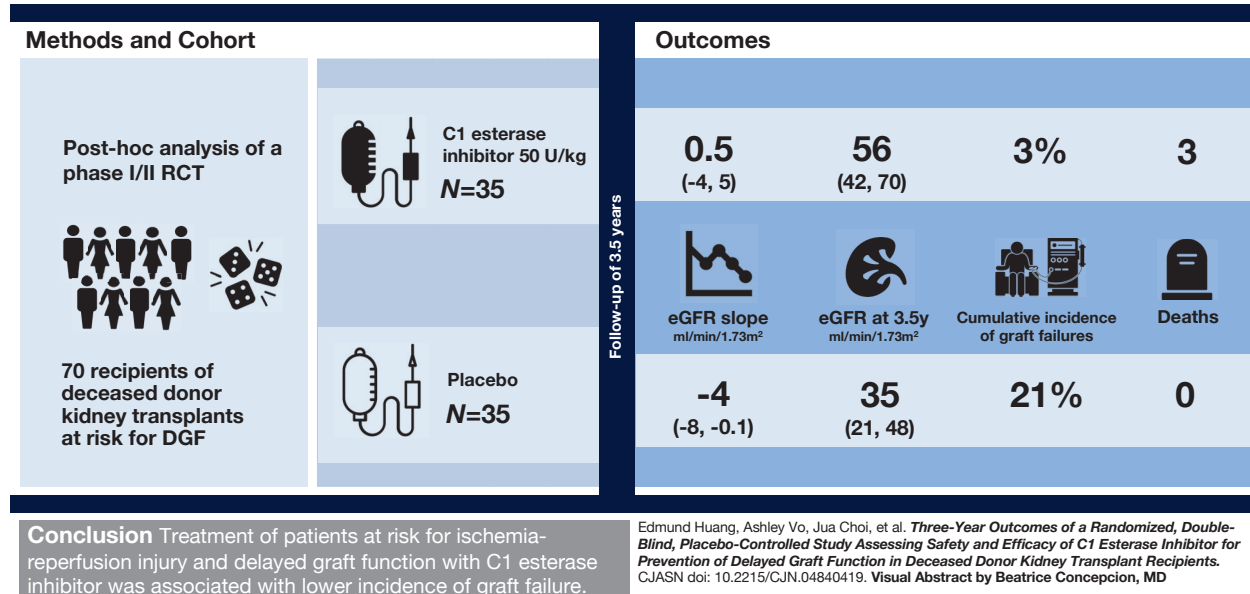 Methods and Cohort
Post-hoc analysis of a
phase I/II RCT
70 recipients of
deceased donor
kidney transplants
at risk for DGF
C1 esterase
inhibitor 50 U/kg
N=35
Placebo
N=35
Follow-up of 3.5 years
Outcomes
0.5
(-4, 5)
56
(42, 70)
3%
3
eGFR slope
ml/min/1.73m²
eGFR at 3.5y
ml/min/1.73m²
Cumulative incidence
of graft failures
Deaths
-4
(-8, -0.1)
35
(21, 48)
21%
0
Conclusion Treatment of patients at risk for ischemia-
reperfusion injury and delayed graft function with C1 esterase
inhibitor was associated with lower incidence of graft failure.
Edmund Huang, Ashley Vo, Jua Choi, et al. Three-Year Outcomes of a Randomized, Double-
Blind, Placebo-Controlled Study Assessing Safety and Efficacy of C1 Esterase Inhibitor for
Prevention of Delayed Graft Function in Deceased Donor Kidney Transplant Recipients.
CJASN doi: 10.2215/CJN.04840419. Visual Abstract by Beatrice Concepcion, MD